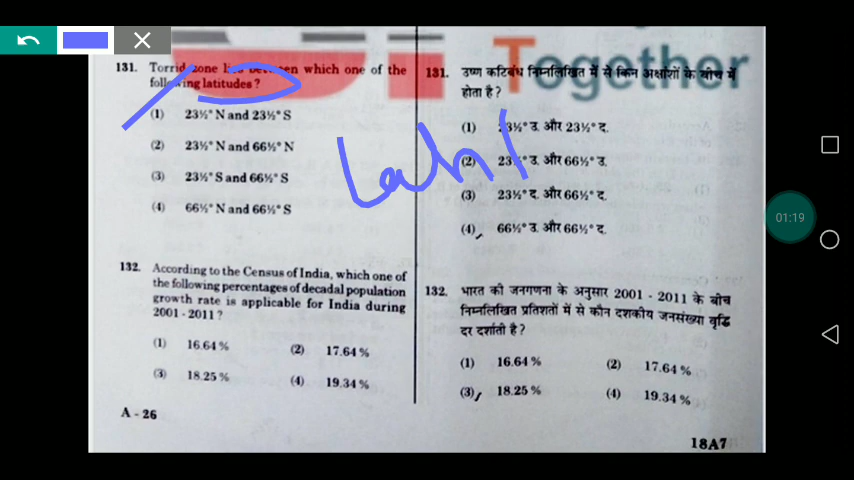 Together
131. Torrid zone lies between which one of the
following latitudes ?
(1) 23½° N and 23½° S
(2) 23½° N and 66½° N
(3) 23½° S and 66½° S
(4) 66½° N and 66½° S
132. According to the Census of India, which one of
the following percentages of decadal population
growth rate is applicable for India during
2001 - 2011 ?
(1) 16.64 % (2) 17.64 %
(3) 18.25 % (4) 19.34 %
A - 26
131. उष्ण कटिबंध निम्नलिखित में से किन अक्षांशों के बीच में
होता है ?
(1) 23½° उ. और 23½° द.
(2) 23½° उ. और 66½° उ.
(3) 23½° द. और 66½° द.
(4) 66½° उ. और 66½° द.
132. भारत की जनगणना के अनुसार 2001 - 2011 के बीच
निम्नलिखित प्रतिशतों में से कौन दशकीय जनसंख्या वृद्धि
दर दर्शाती है ?
(1) 16.64 % (2) 17.64 %
(3) 18.25 % (4) 19.34 %
18A7
01:19